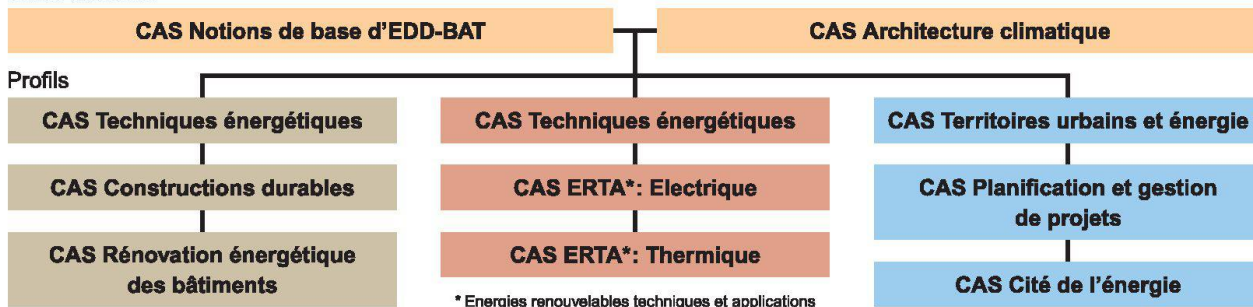 CAS Notions de base d'EDD-BAT
CAS Architecture climatique
Profils
CAS Techniques énergétiques
CAS Constructions durables
CAS Rénovation énergétique
des bâtiments
CAS Techniques énergétiques
CAS ERTA*: Electrique
CAS ERTA*: Thermique
* Energies renouvelables techniques et applications
CAS Territoires urbains et énergie
CAS Planification et gestion
de projets
CAS Cité de l'énergie